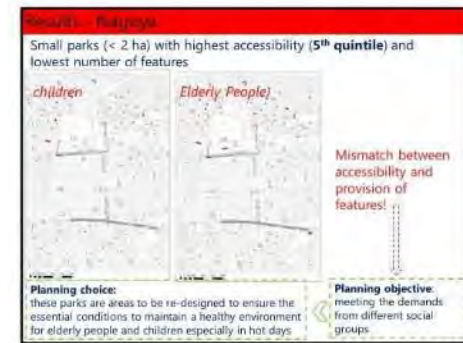 Results - Nagoya
Small parks (< 2 ha) with highest accessibility (5th quintile) and
lowest number of features
children
Elderly People)
Mismatch between
accessibility and
provision of
features!
Planning choice:
these parks are areas to be re-designed to ensure the
essential conditions to maintain a healthy environment
for elderly people and children especially in hot days
Planning objective:
meeting the demands
from different social
groups